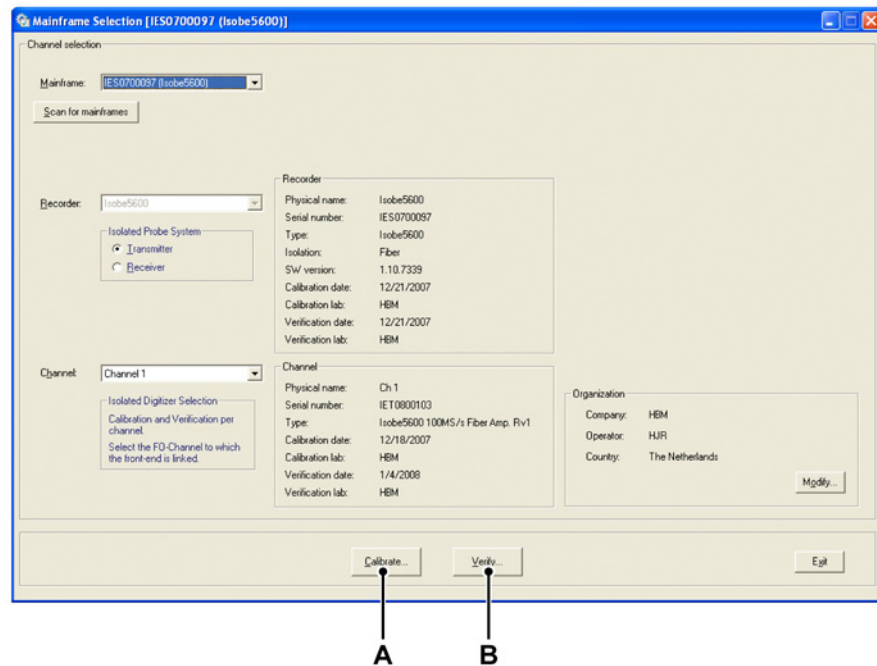 Mainframe Selection [IES0700097 (Isobe5600)]
Channel selection
Mainframe: IES0700097 (Isobe5600)
Scan for mainframes
Recorder: Isobe5600
Isolated Probe System
Transmitter
Receiver
Recorder
Physical name: Isobe5600
Serial number: IES0700097
Type: Isobe5600
Isolation: Fiber
SW version: 1.10.7339
Calibration date: 12/21/2007
Calibration lab: HBM
Verification date: 12/21/2007
Verification lab: HBM
Channel: Channel 1
Isolated Digitizer Selection
Calibration and Verification per
channel.
Select the FO-Channel to which
the front-end is linked.
Channel
Physical name: Ch 1
Serial number: IET0800103
Type: Isobe5600 100MS/s Fiber Amp. Rv1
Calibration date: 12/18/2007
Calibration lab: HBM
Verification date: 1/4/2008
Verification lab: HBM
Organization
Company: HBM
Operator: HJR
Country: The Netherlands
Modify...
Calibrate...
Verify...
Exit
A
B